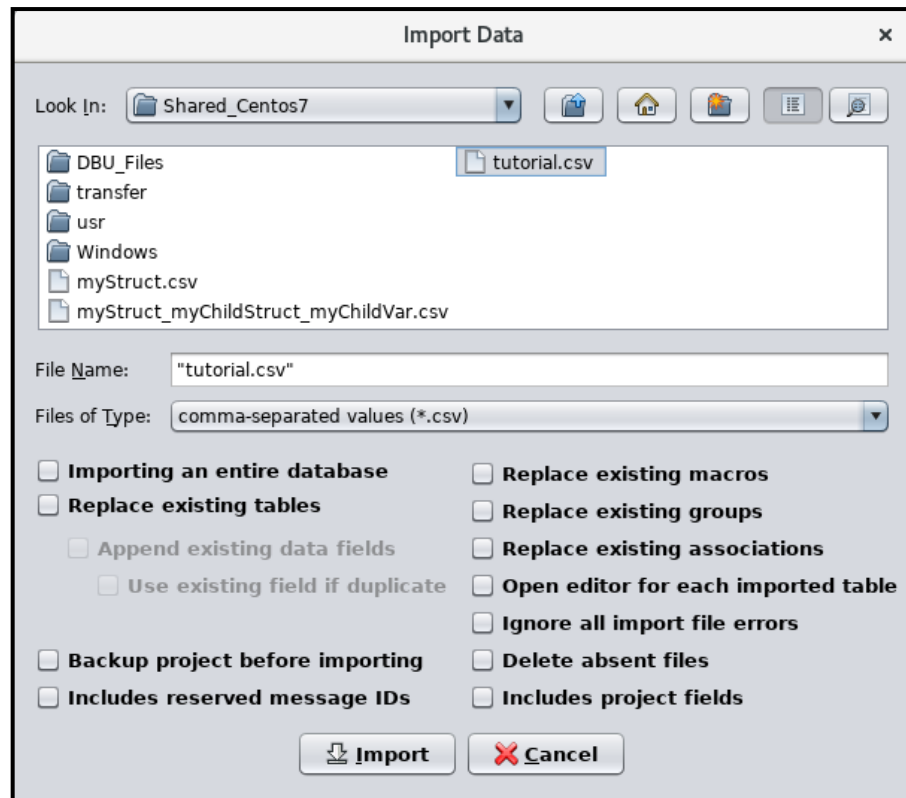 Import Data
Look In: Shared_Centos7
DBU_Files
transfer
usr
Windows
myStruct.csv
myStruct_myChildStruct_myChildVar.csv
tutorial.csv
File Name: "tutorial.csv"
Files of Type: comma-separated values (*.csv)
Importing an entire database
Replace existing tables
Append existing data fields
Use existing field if duplicate
Backup project before importing
Includes reserved message IDs
Replace existing macros
Replace existing groups
Replace existing associations
Open editor for each imported table
Ignore all import file errors
Delete absent files
Includes project fields
Import Cancel